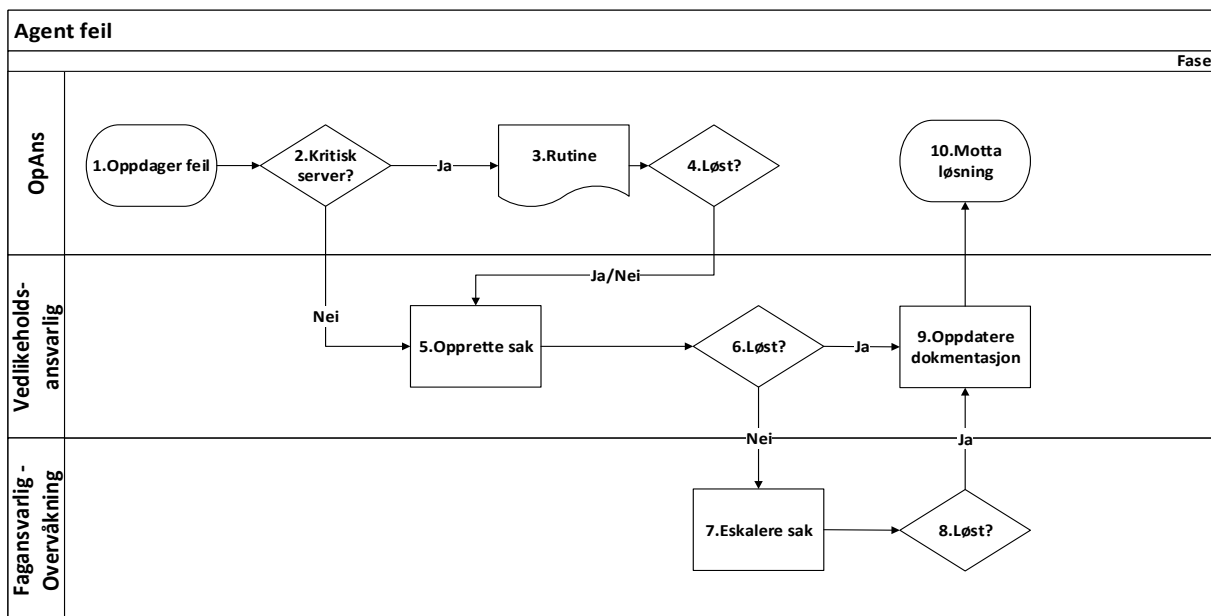 Agent feil
Fase
OpAns
1.Oppdager feil
2.Kritisk
server?
Ja
3.Rutine
4.Løst?
10.Motta
løsning
Ja/Nei
Vedlikeholds-
ansvarlig
Nei
5.Opprette sak
6.Løst?
Ja
9.Oppdatere
dokmentasjon
Nei
Ja
Fagansvarlig -
Overvåkning
7.Eskalere sak
8.Løst?